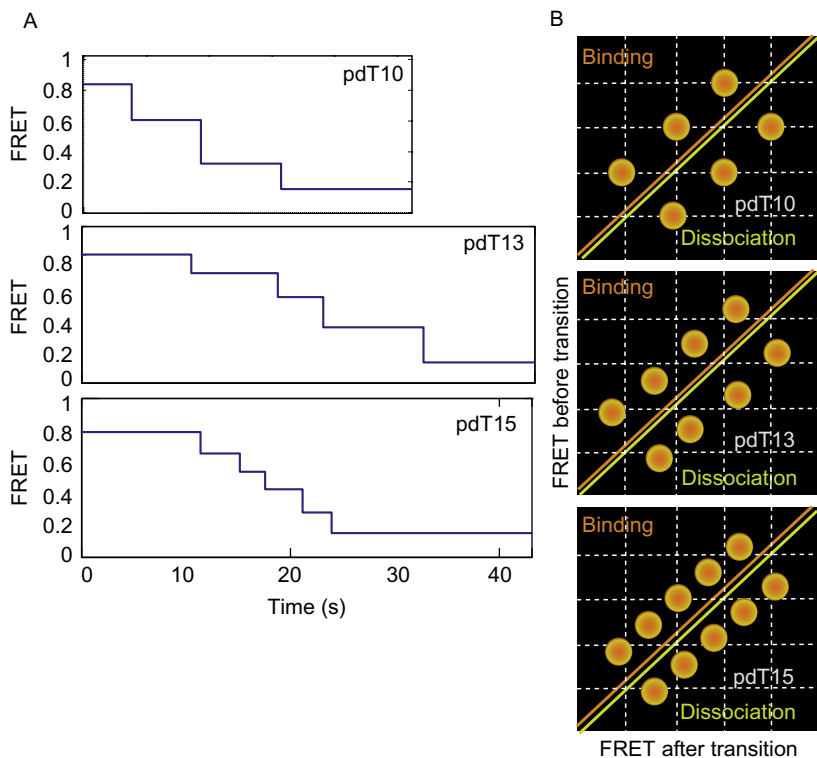 A
1
0.8
0.6
0.4
0.2
0
FRET
pdT10
1
0.8
0.6
0.4
0.2
0
FRET
pdT13
1
0.8
0.6
0.4
0.2
0
FRET
pdT15
0
10
20
30
40
Time (s)
B
Binding
pdT10
Dissociation
Binding
pdT13
Dissociation
Binding
pdT15
Dissociation
FRET before transition
FRET after transition